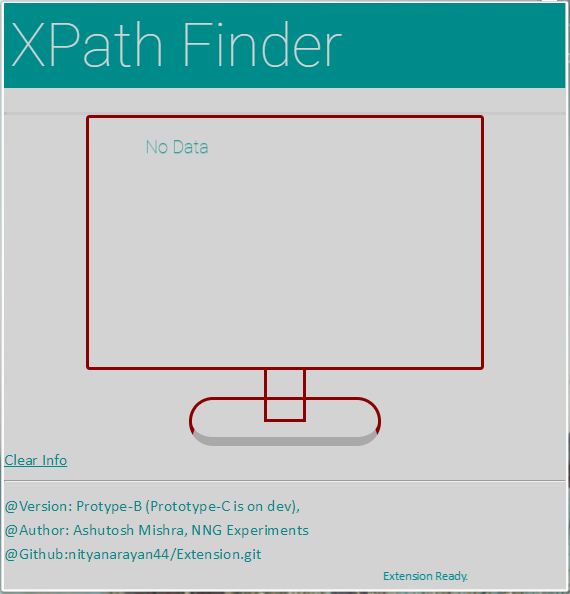 XPath Finder
No Data
Clear Info
@Version: Protype-B (Prototype-C is on dev),
@Author: Ashutosh Mishra, NNG Experiments
@Github:nityanarayan44/Extension.git
Extension Ready.